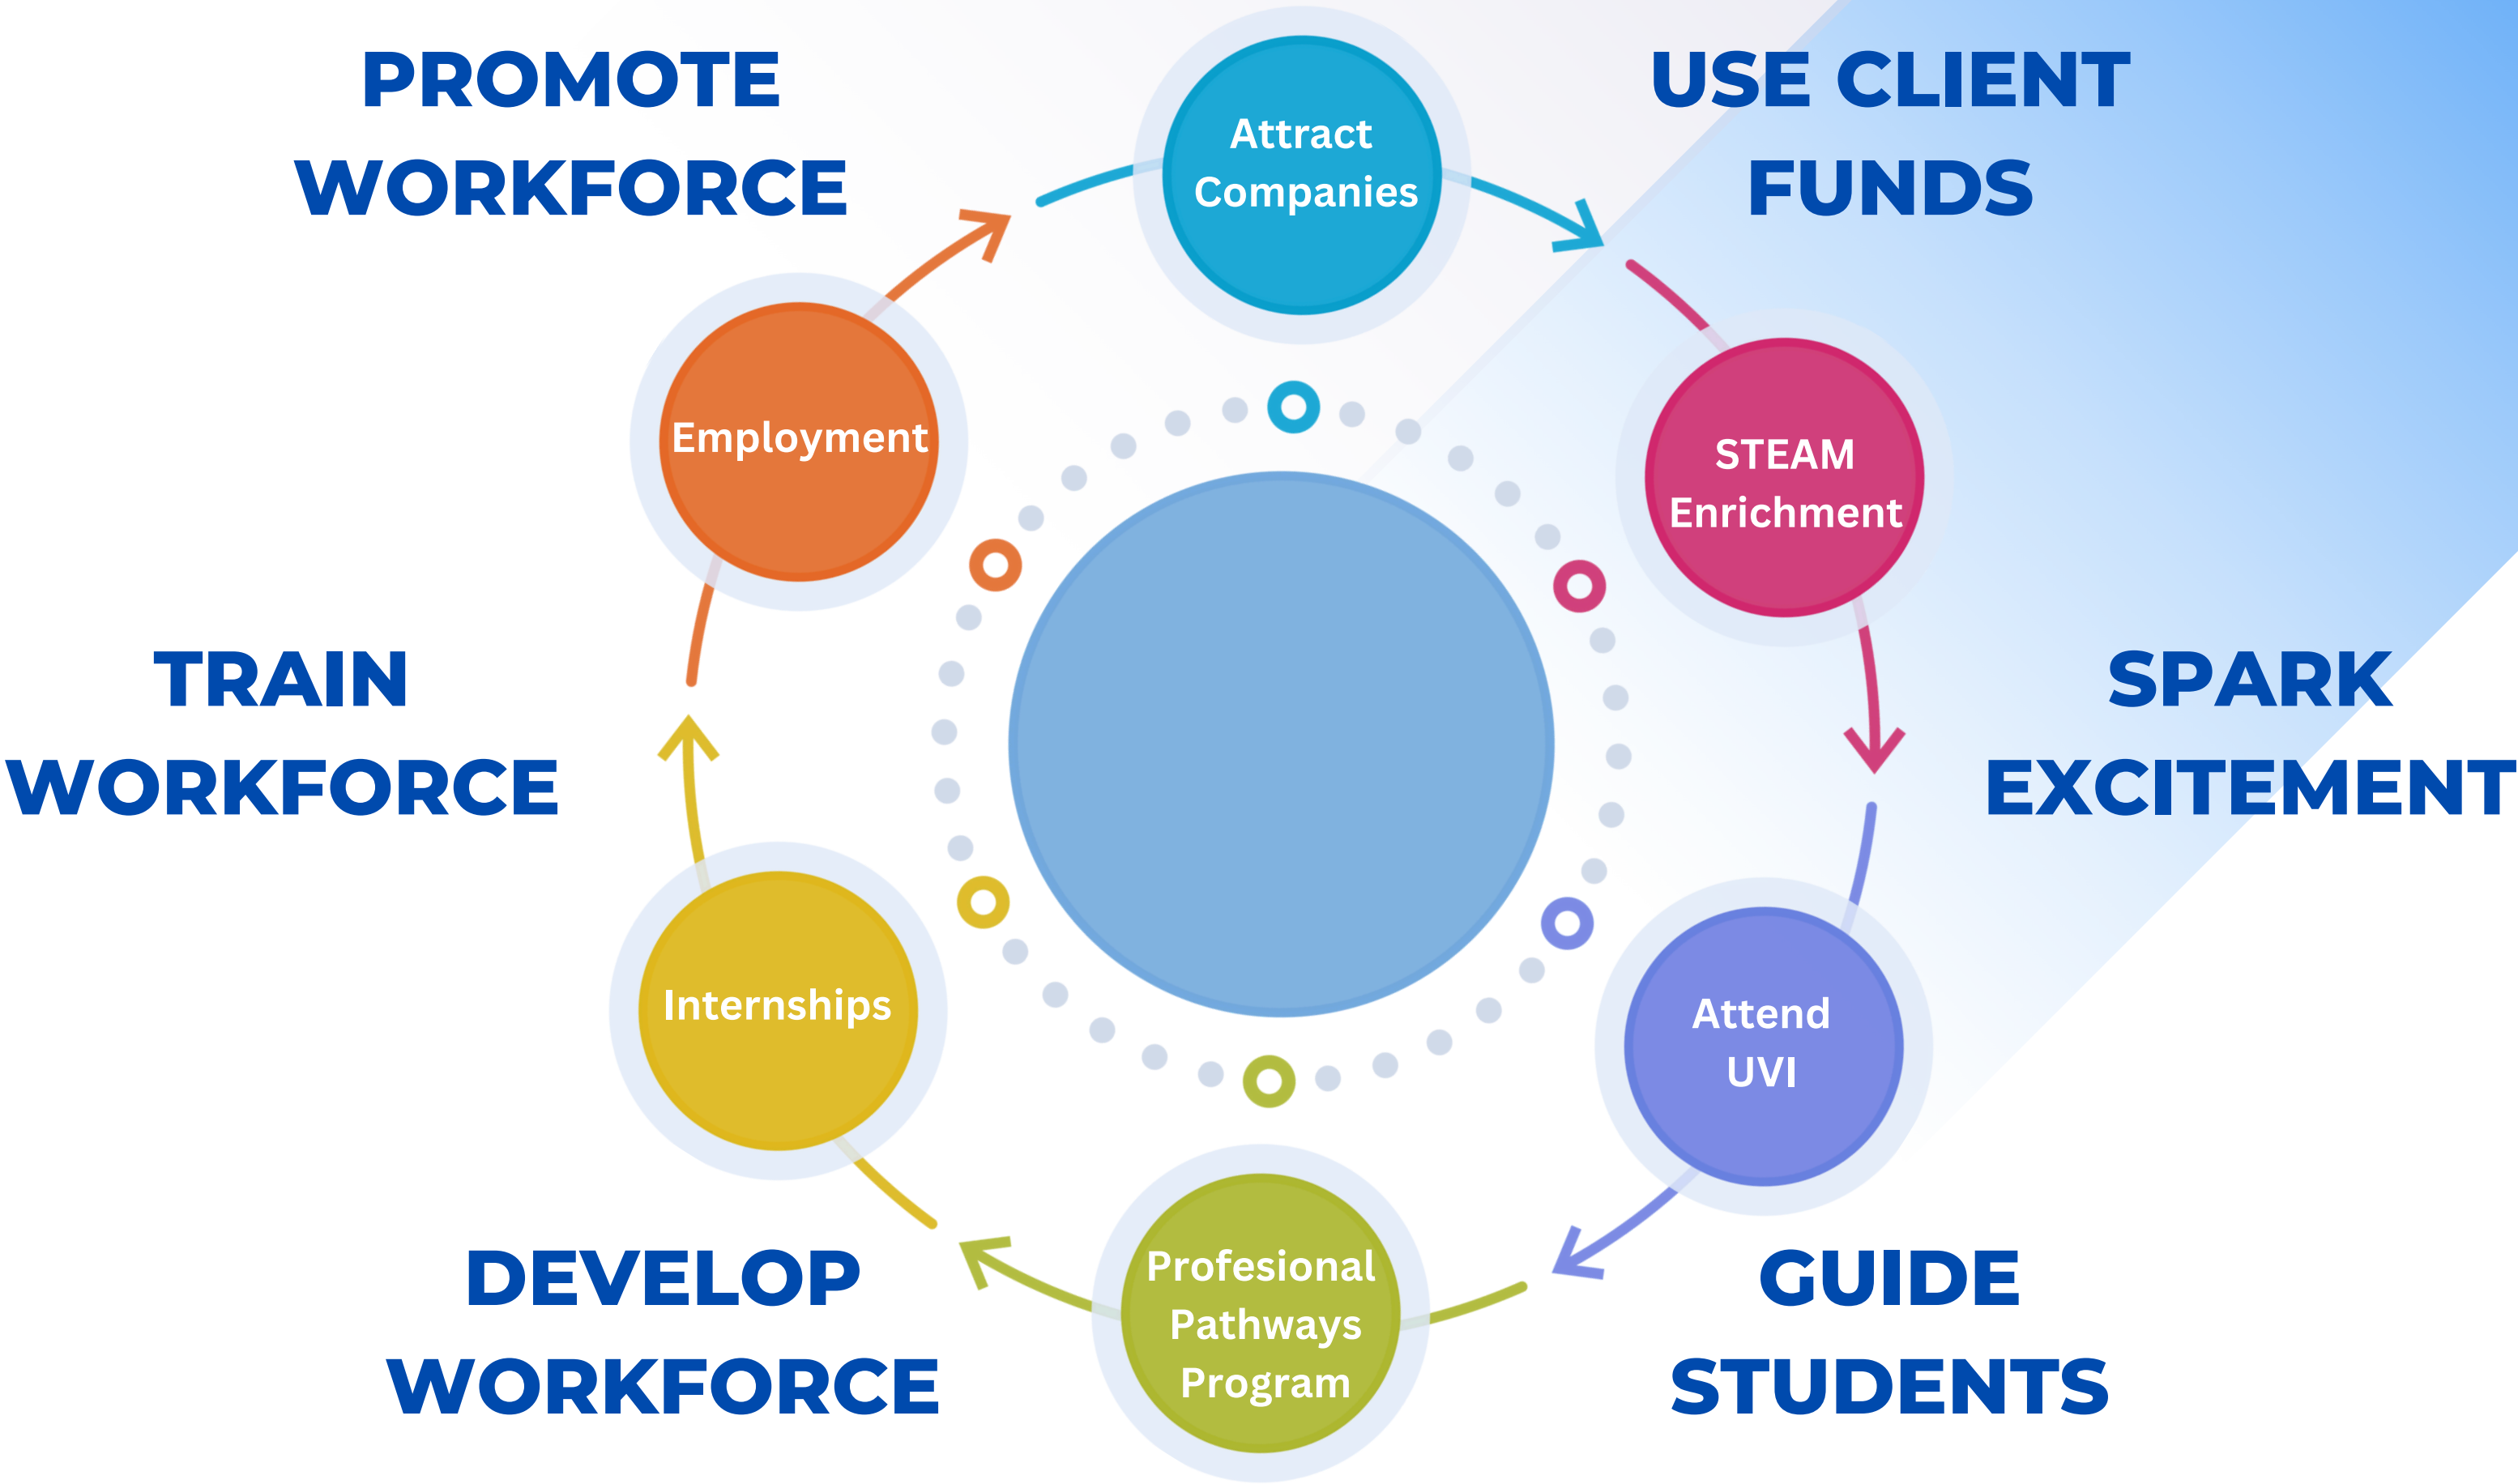 PROMOTE
WORKFORCE
Attract
Companies
USE CLIENT
FUNDS
Employment
STEAM
Enrichment
TRAIN
WORKFORCE
SPARK
EXCITEMENT
Internships
Attend
UVI
DEVELOP
WORKFORCE
Profesional
Pathways
Program
GUIDE
STUDENTS